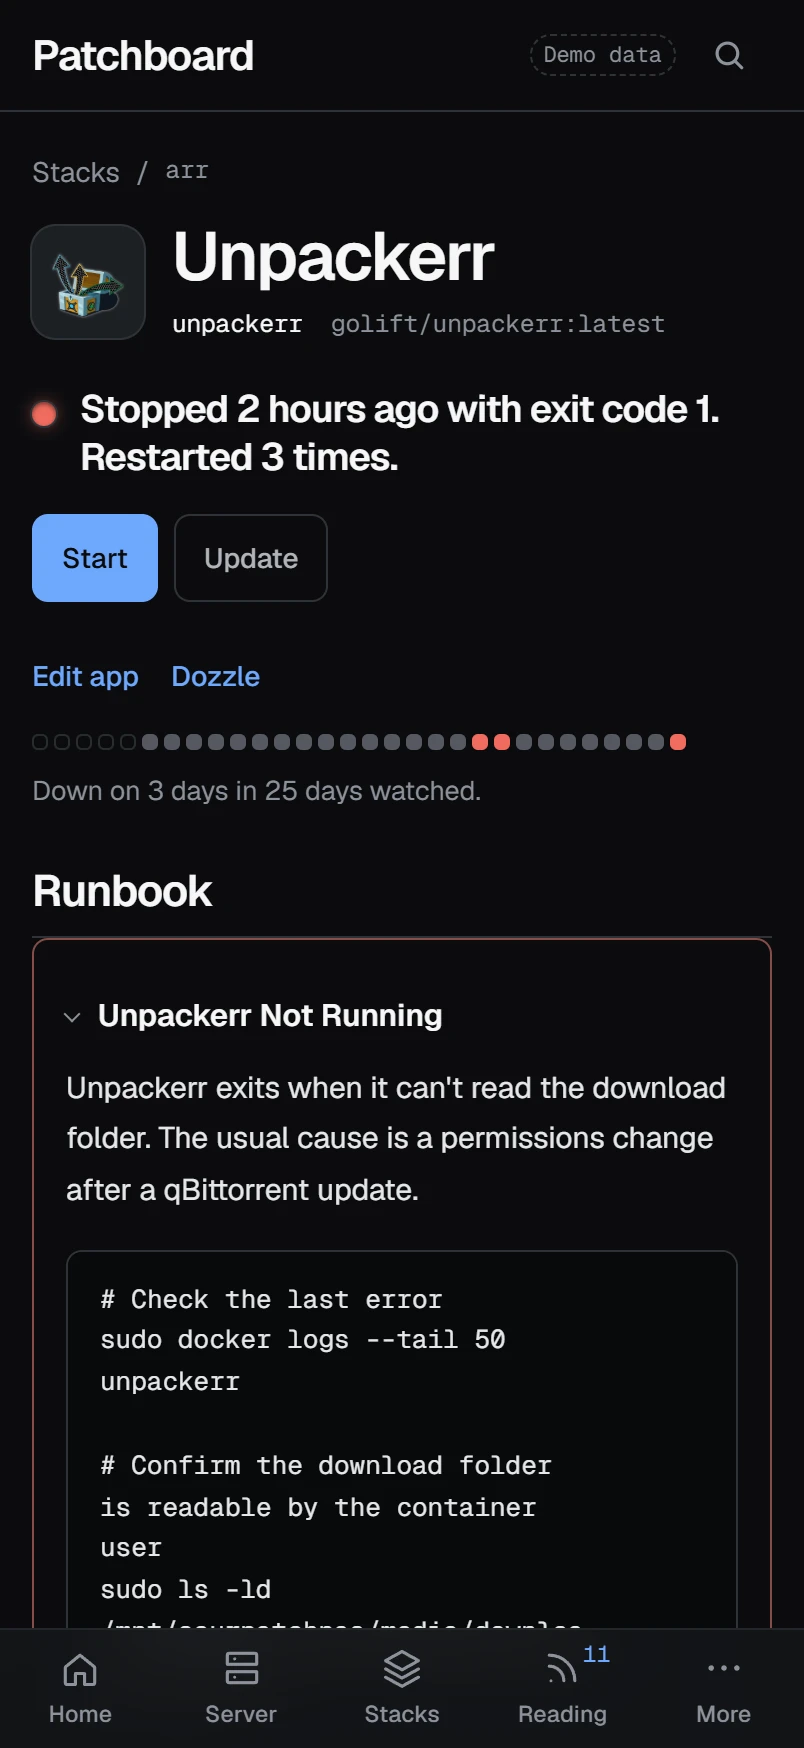 Patchboard
Demo data
Stacks / arr
Unpackerr
unpackerr golift/unpackerr:latest
Stopped 2 hours ago with exit code 1.
Restarted 3 times.
Start
Update
Edit app
Dozzle
Down on 3 days in 25 days watched.
Runbook
Unpackerr Not Running
Unpackerr exits when it can't read the download
folder. The usual cause is a permissions change
after a qBittorrent update.
# Check the last error
sudo docker logs --tail 50
unpackerr
# Confirm the download folder
is readable by the container
user
sudo ls -ld
11
Home
Server
Stacks
Reading
More